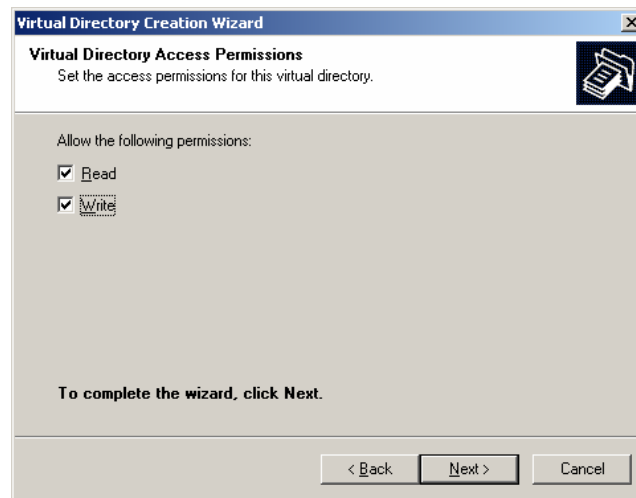 Virtual Directory Creation Wizard
Virtual Directory Access Permissions
Set the access permissions for this virtual directory.
Allow the following permissions:
Read
Write
To complete the wizard, click Next.
< Back Next > Cancel